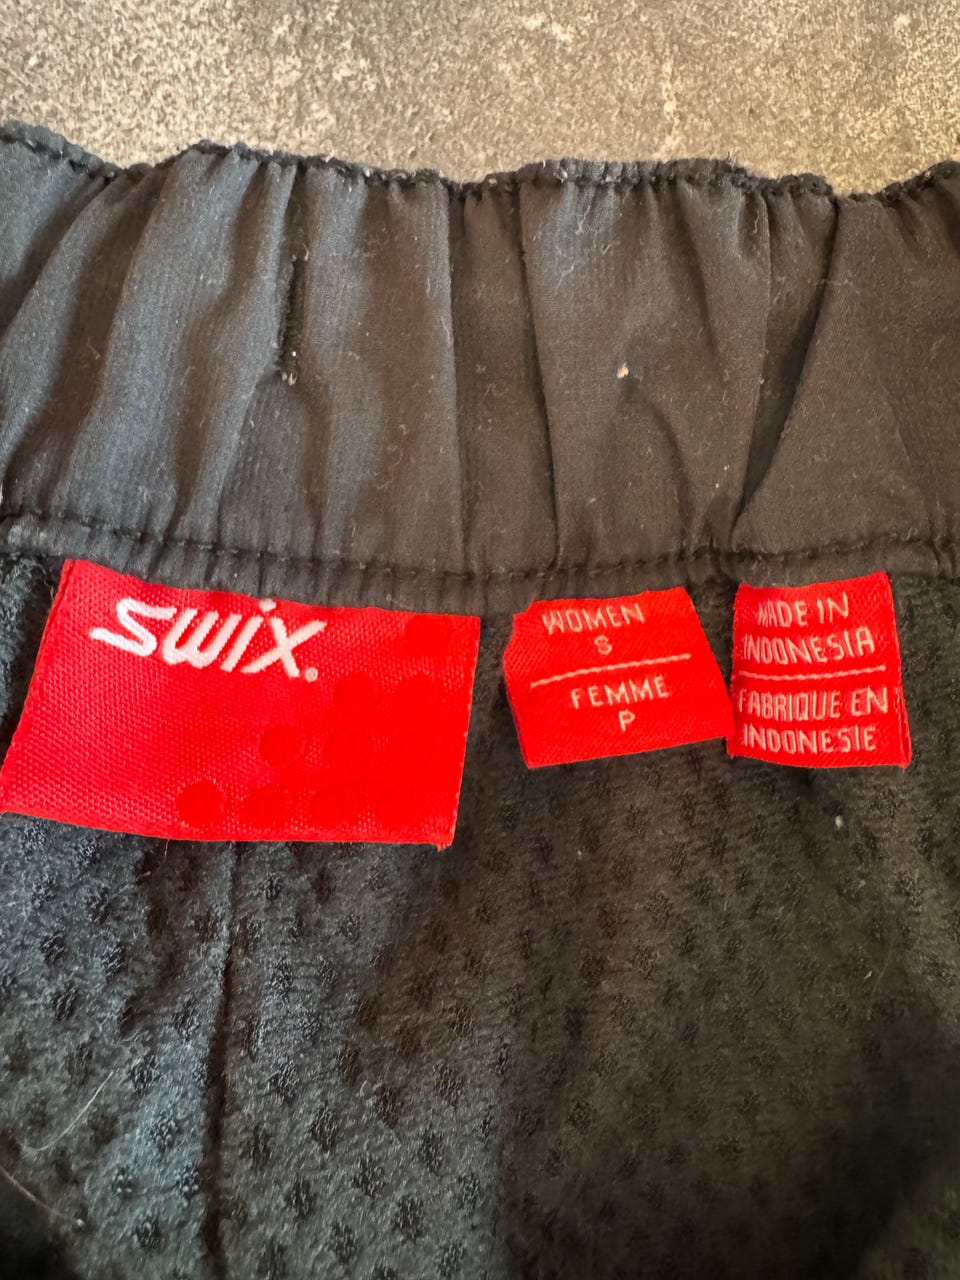 swix.
WOMEN
S
FEMME
P
MADE IN
INDONESIA
FABRIQUE EN
INDONESIE